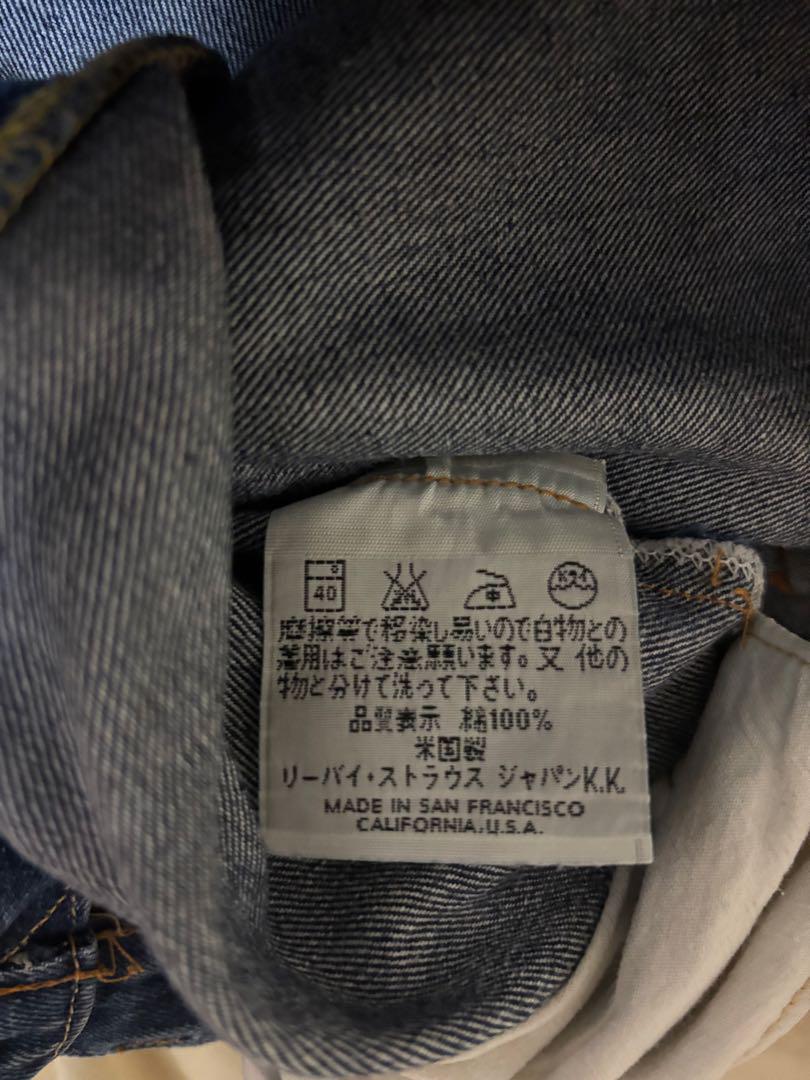 40 ドライ
摩擦等で移染し易いので白物との
着用はご注意願います。又 他の
物と分けて洗って下さい。
品質表示 綿100%
米国製
リーバイ・ストラウス ジャパンK.K.
MADE IN SAN FRANCISCO
CALIFORNIA.U.S.A.